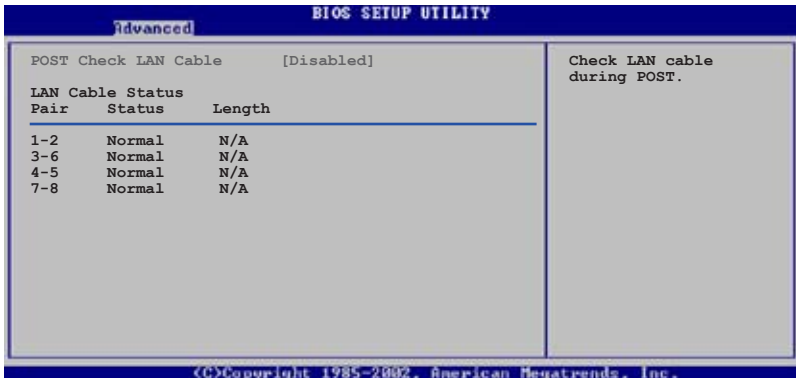 BIOS SETUP UTILITY
Advanced
POST Check LAN Cable [Disabled]
LAN Cable Status
Pair Status Length
1-2 Normal N/A
3-6 Normal N/A
4-5 Normal N/A
7-8 Normal N/A
Check LAN cable
during POST.
(C)Copyright 1985-2002, American Megatrends, Inc.